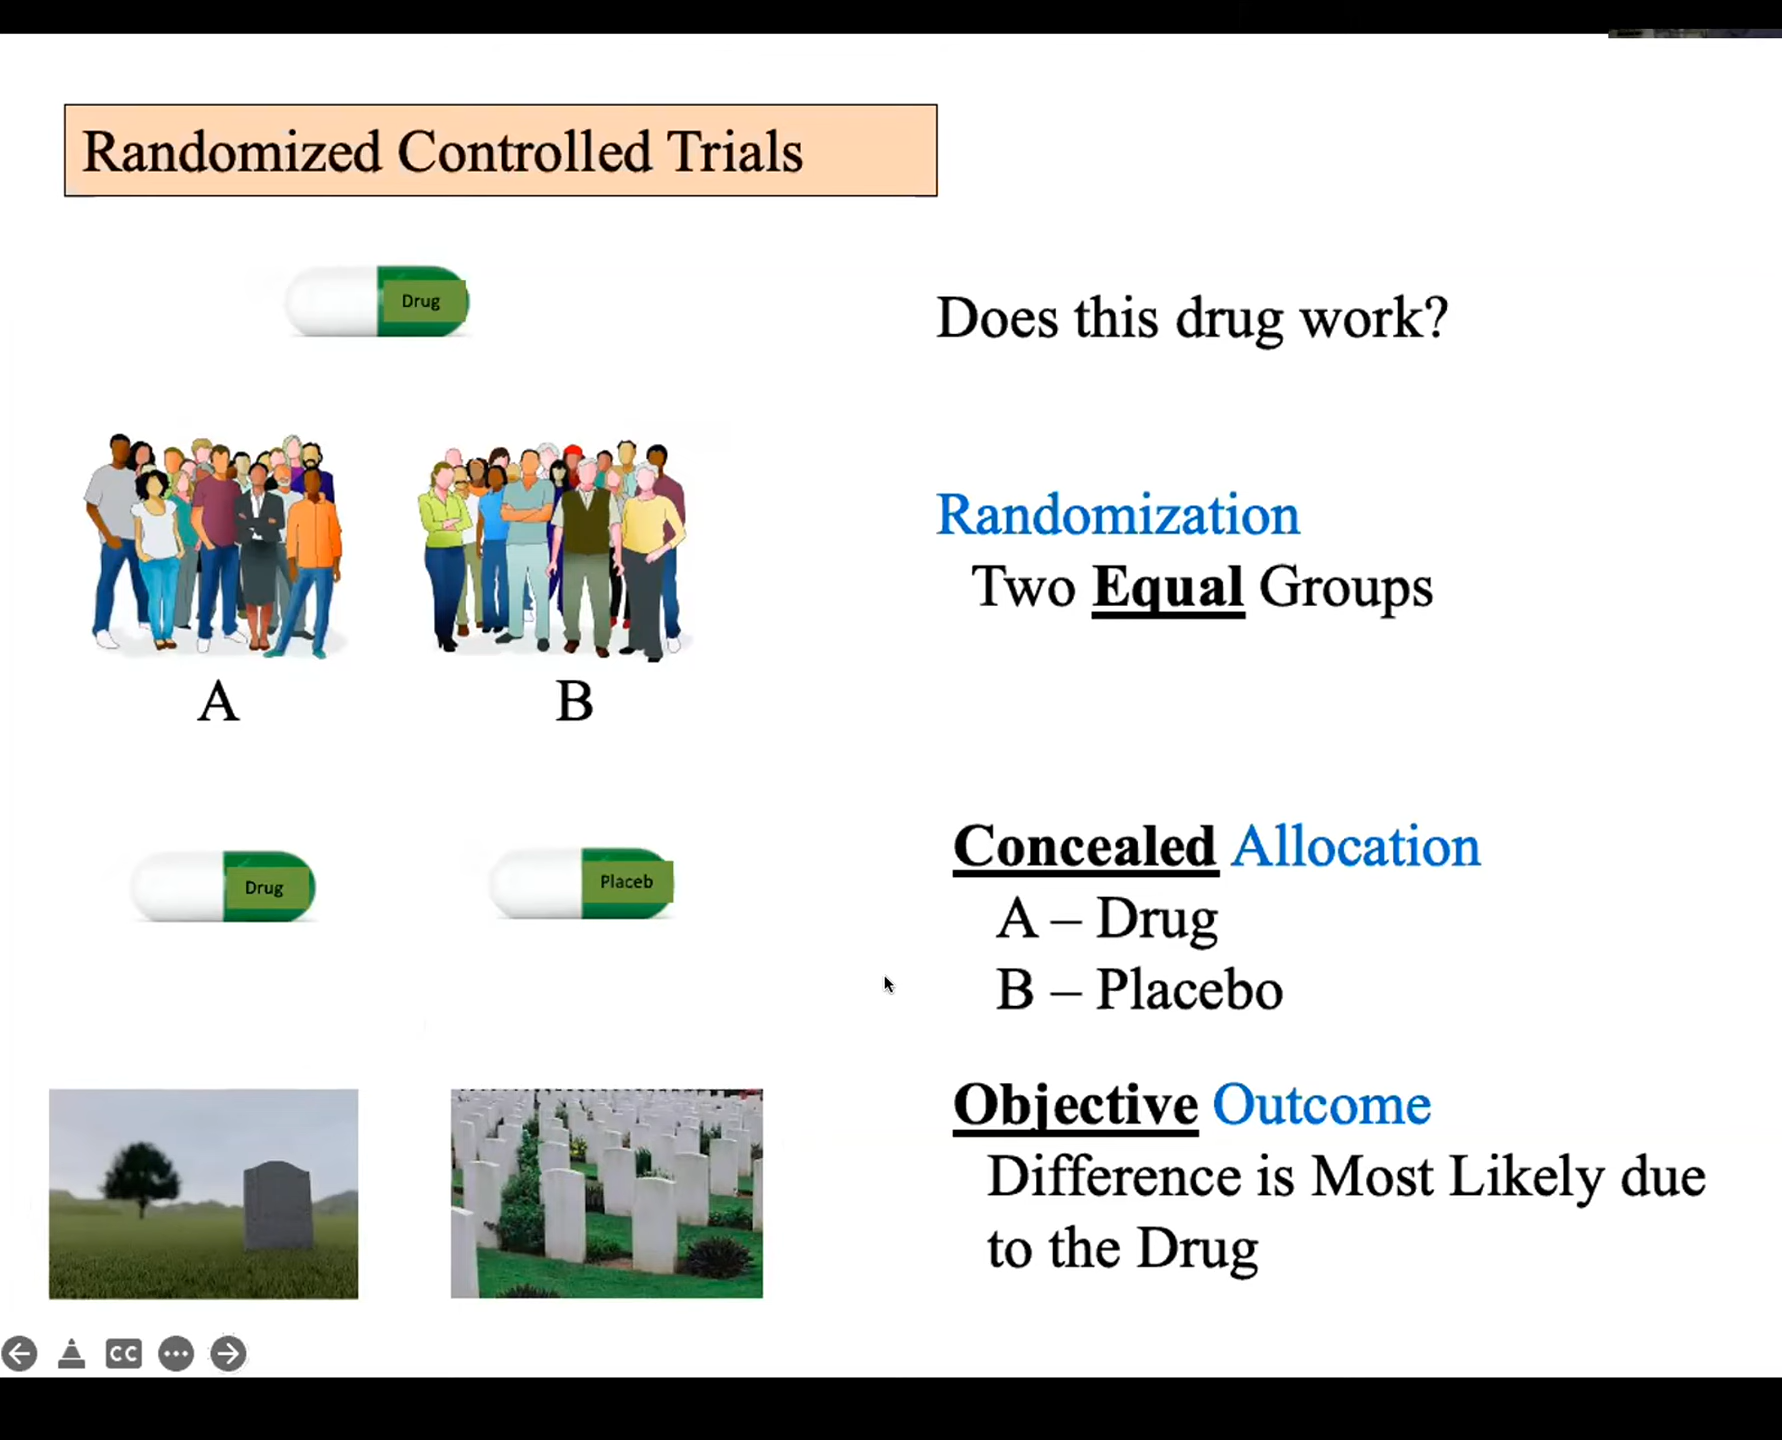 Randomized Controlled Trials
Drug
Does this drug work?
Randomization
Two Equal Groups
A
B
Drug
Placeb
Concealed Allocation
A – Drug
B – Placebo
Objective Outcome
Difference is Most Likely due
to the Drug
CC